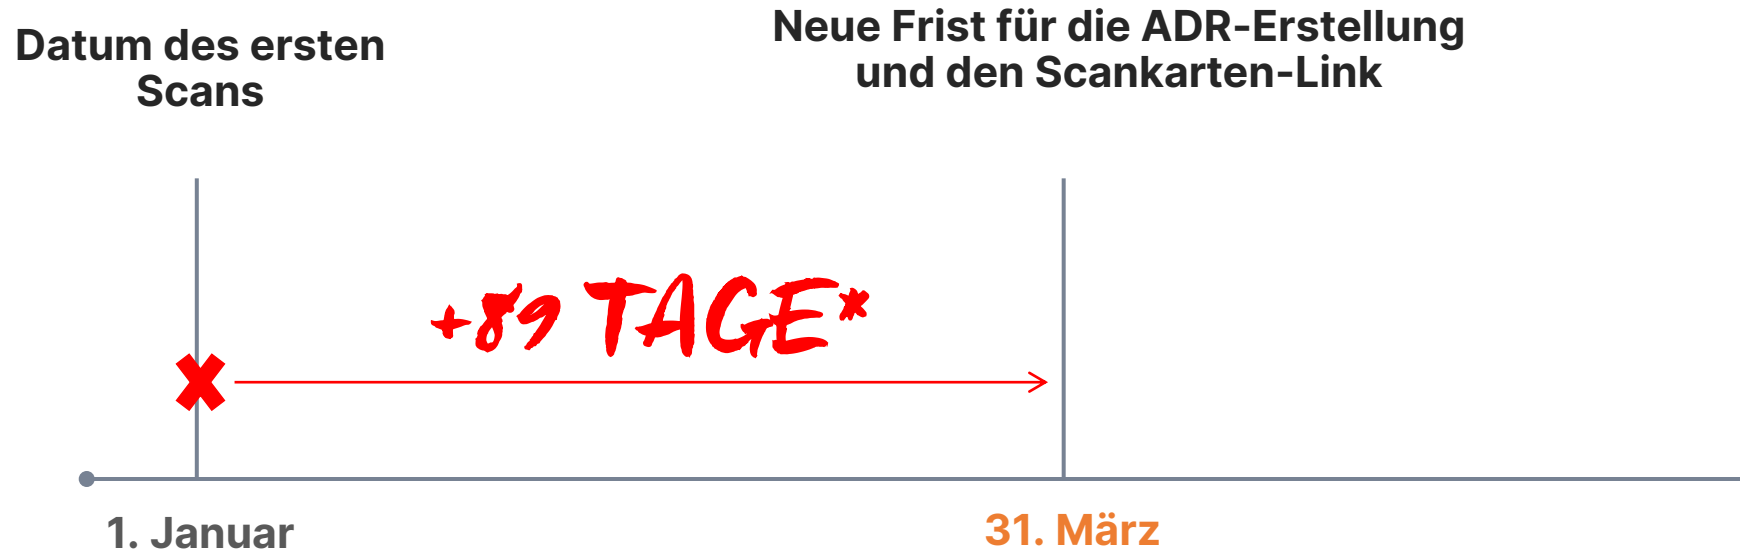 Datum des ersten
Scans
Neue Frist für die ADR-Erstellung
und den Scankarten-Link
+89 TAGE*
1. Januar
31. März